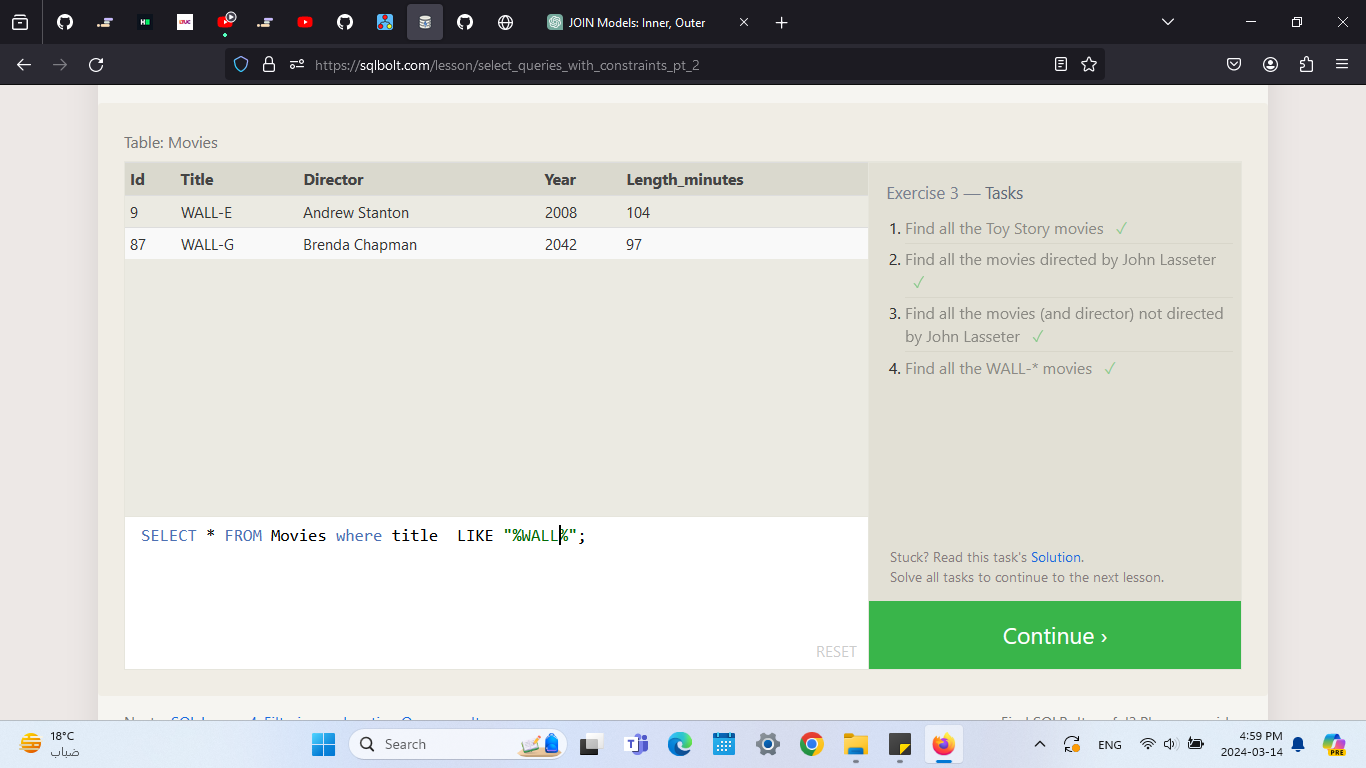 JOIN Models: Inner, Outer
https://sqlbolt.com/lesson/select_queries_with_constraints_pt_2
Table: Movies
Id Title Director Year Length_minutes
9 WALL-E Andrew Stanton 2008 104
87 WALL-G Brenda Chapman 2042 97
Exercise 3 — Tasks
1. Find all the Toy Story movies ✓
2. Find all the movies directed by John Lasseter
✓
3. Find all the movies (and director) not directed
by John Lasseter ✓
4. Find all the WALL-* movies ✓
SELECT * FROM Movies where title  LIKE "%WALL%";
RESET
Stuck? Read this task's Solution.
Solve all tasks to continue to the next lesson.
Continue ›
18°C
ضباب
Search
ENG
4:59 PM
2024-03-14
PRE